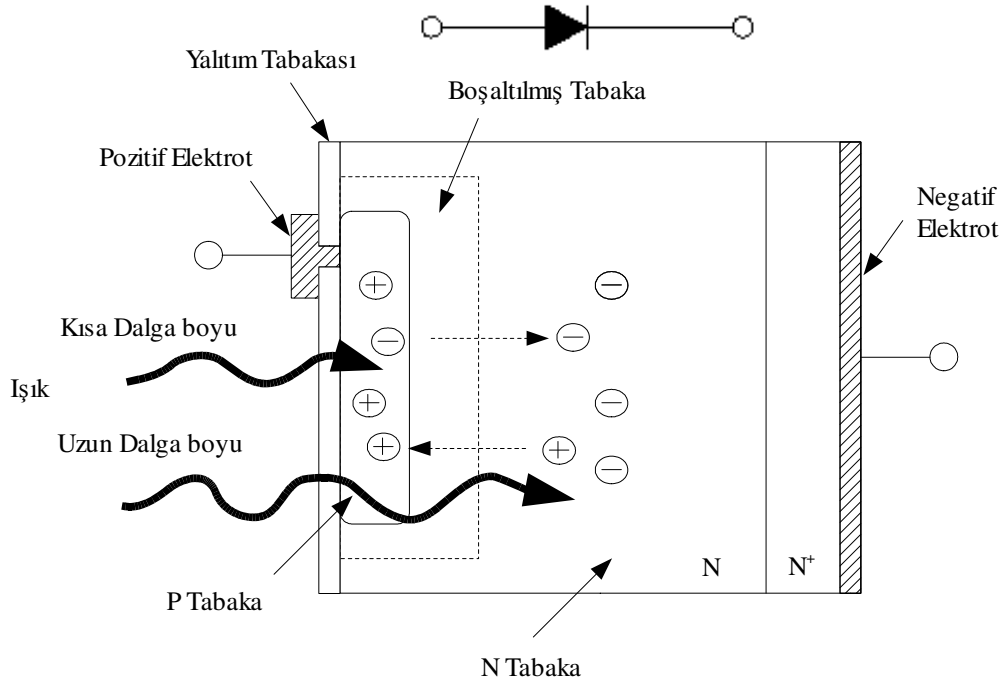 Yalıtım Tabakası
Boşaltılmış Tabaka
Pozitif Elektrot
Negatif
Elektrot
Kısa Dalga boyu
Işık
Uzun Dalga boyu
P Tabaka
N
N+
N Tabaka